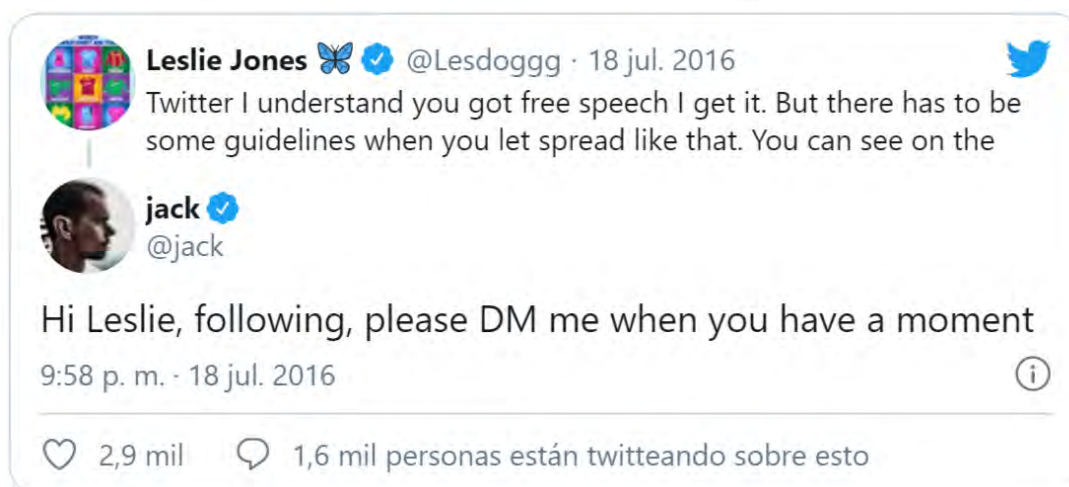 Leslie Jones 🦋 @Lesdoggg · 18 jul. 2016
Twitter I understand you got free speech I get it. But there has to be
some guidelines when you let spread like that. You can see on the
jack
@jack
Hi Leslie, following, please DM me when you have a moment
9:58 p. m. · 18 jul. 2016
2,9 mil 1,6 mil personas están twitteando sobre esto